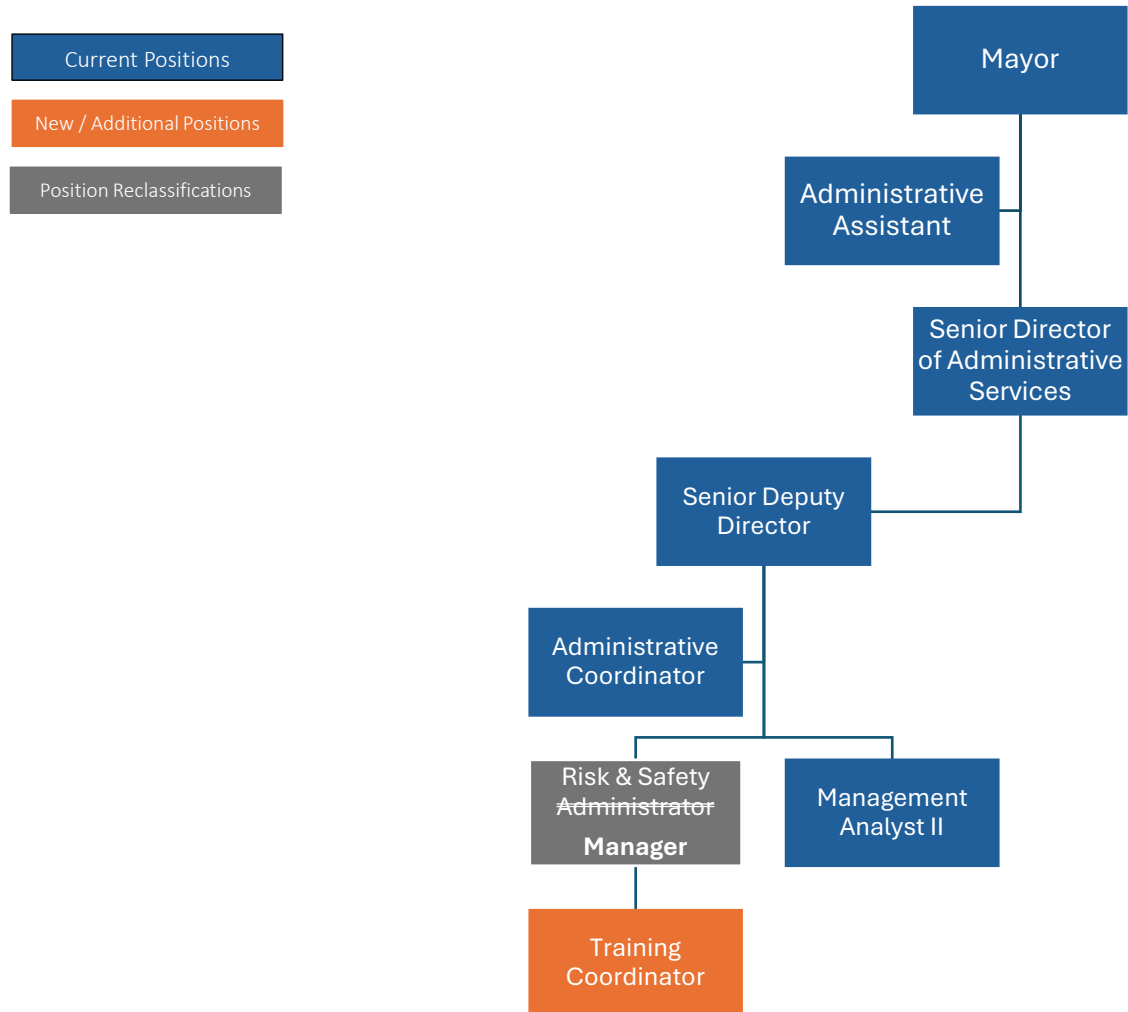 Current Positions
New / Additional Positions
Position Reclassifications
Mayor
Administrative
Assistant
Senior Director
of Administrative
Services
Senior Deputy
Director
Administrative
Coordinator
Risk & Safety
Administrator
Manager
Management
Analyst II
Training
Coordinator